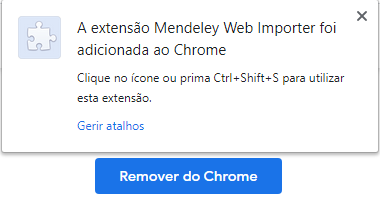 A extensão Mendeley Web Importer foi
adicionada ao Chrome
Clique no ícone ou prima Ctrl+Shift+S para utilizar
esta extensão.
Gerir atalhos
Remover do Chrome